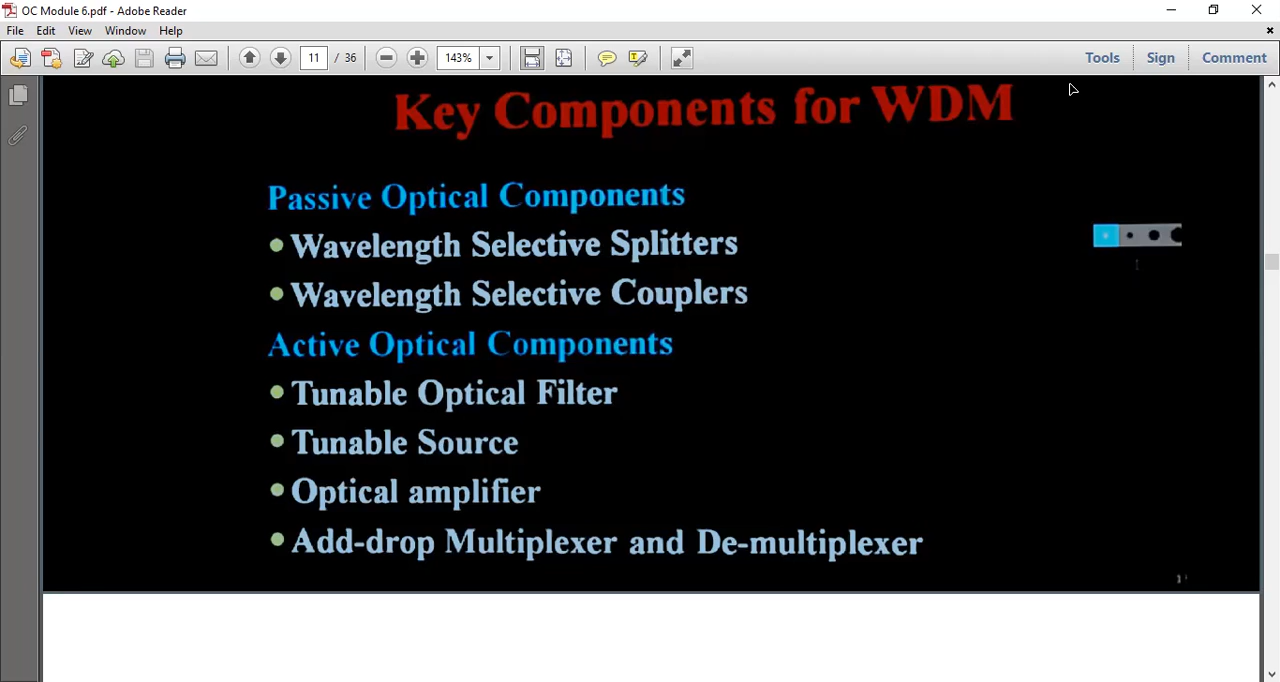 OC Module 6.pdf - Adobe Reader
File Edit View Window Help
11 / 36 143% Tools Sign Comment
Key Components for WDM
Passive Optical Components
• Wavelength Selective Splitters
• Wavelength Selective Couplers
Active Optical Components
• Tunable Optical Filter
• Tunable Source
• Optical amplifier
• Add-drop Multiplexer and De-multiplexer